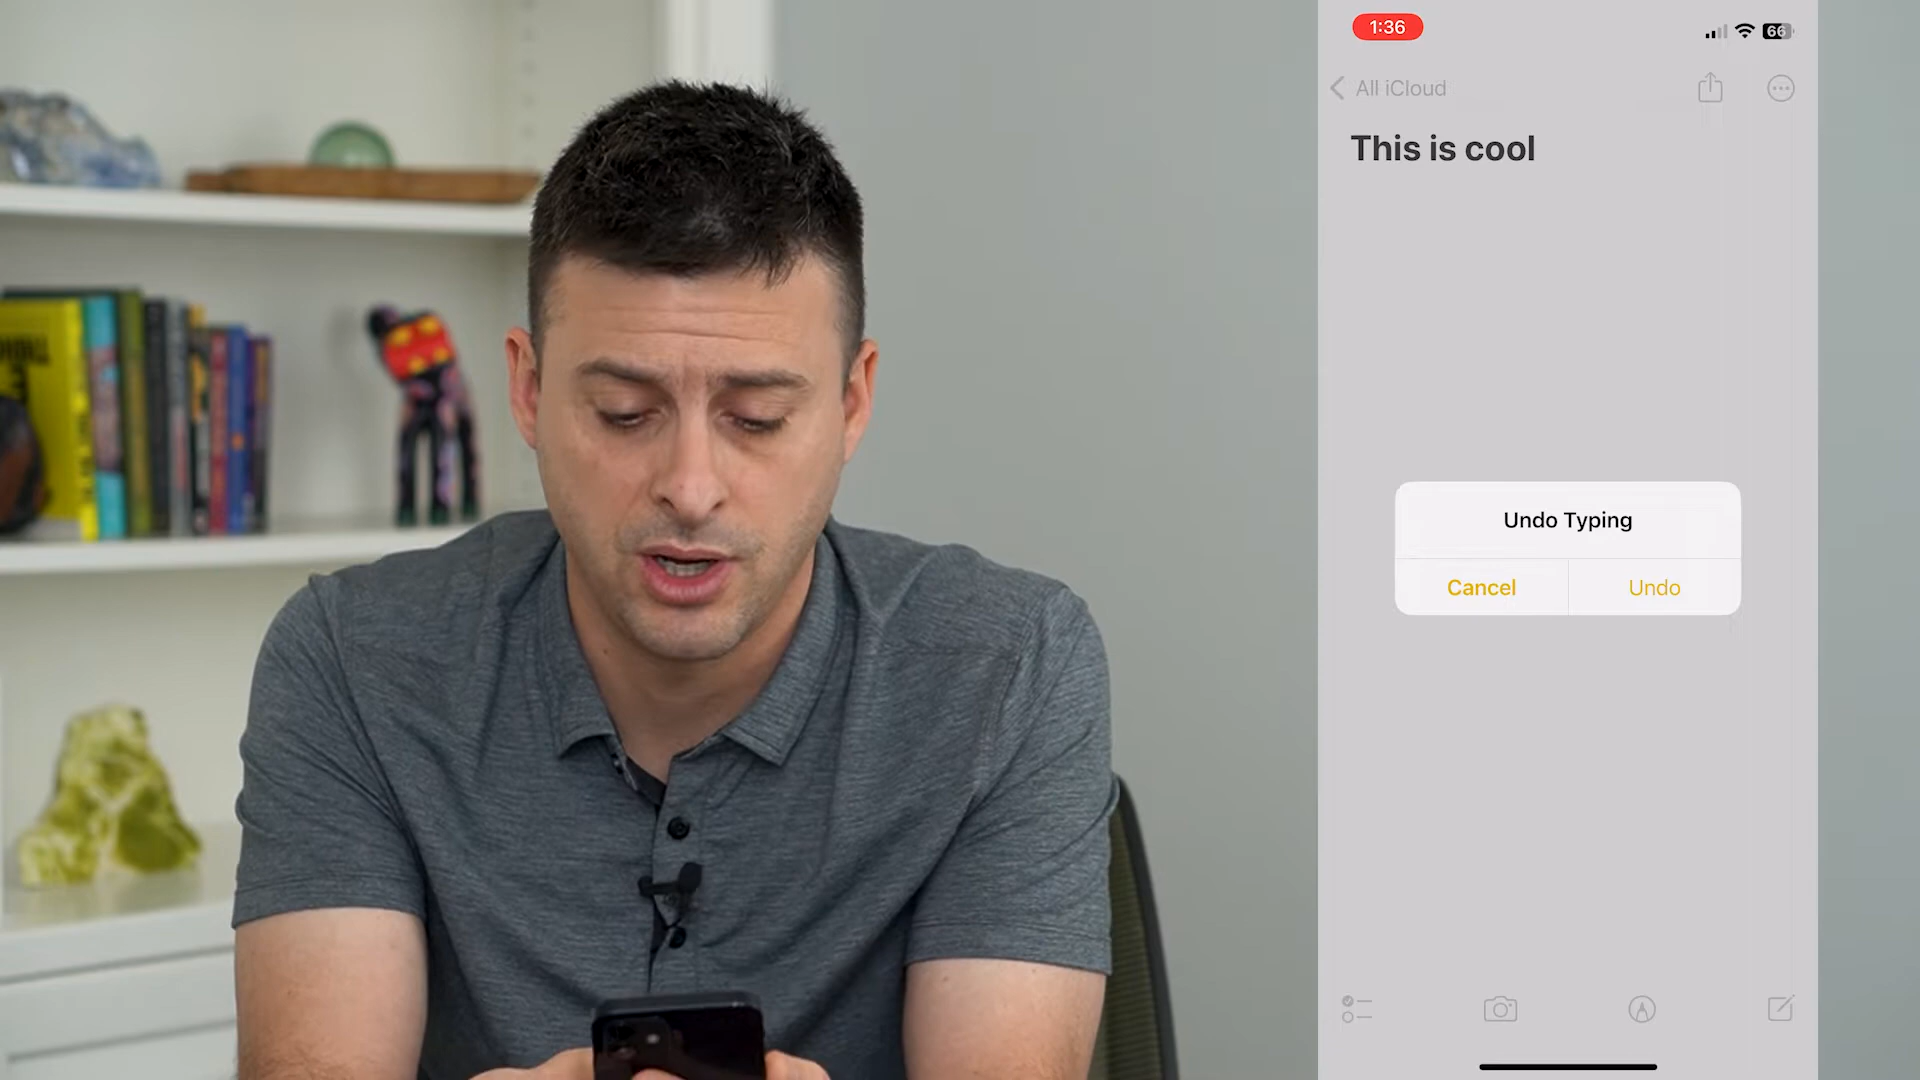 1:36
66
All iCloud
This is cool
Undo Typing
Cancel
Undo